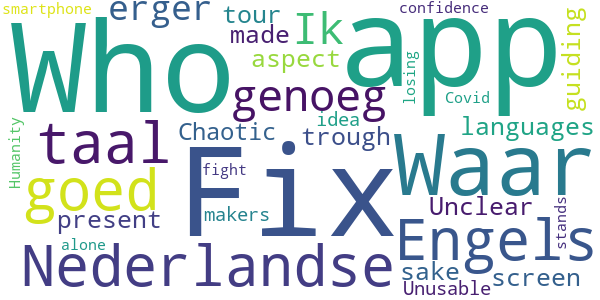 smartphone
erger
tour
Ik
confidence
Who
made
app
guiding
aspect
losing
genoeg
Covid
idea
Humanity
taal
Chaotic
trough
languages
Waar
fight
Fix
goed
present
makers
Unclear
stands
Engels
alone
Nederlandse
sake
screen
Unusable